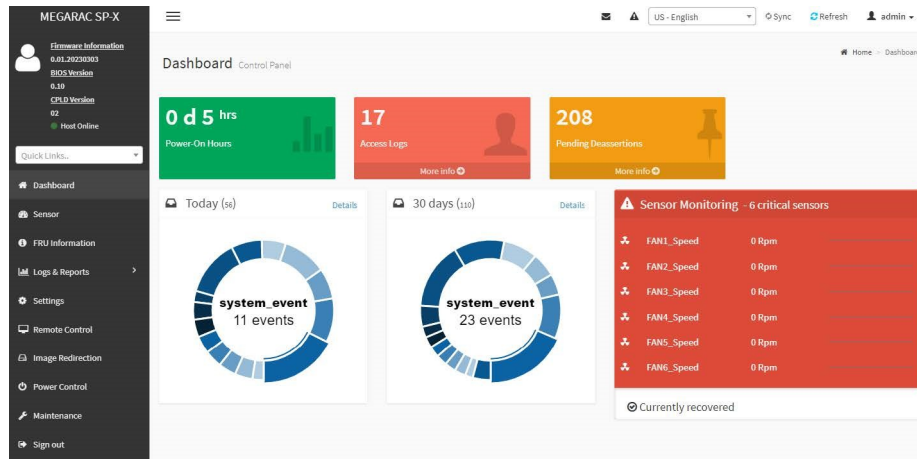 MEGARAC SP-X
US - English
Sync
Refresh
admin
Firmware Information
0.01.20230303
BIOS Version
0.10
CPLD Version
02
Host Online
Quick Links..
Dashboard
Sensor
FRU Information
Logs & Reports
Settings
Remote Control
Image Redirection
Power Control
Maintenance
Sign out
Dashboard Control Panel
Home > Dashboar
0 d 5 hrs
Power-On Hours
17
Access Logs
More info
208
Pending Deassertions
More info
Today (56) Details
system_event
11 events
30 days (110) Details
system_event
23 events
Sensor Monitoring - 6 critical sensors
FAN1_Speed 0 Rpm
FAN2_Speed 0 Rpm
FAN3_Speed 0 Rpm
FAN4_Speed 0 Rpm
FAN5_Speed 0 Rpm
FAN6_Speed 0 Rpm
Currently recovered